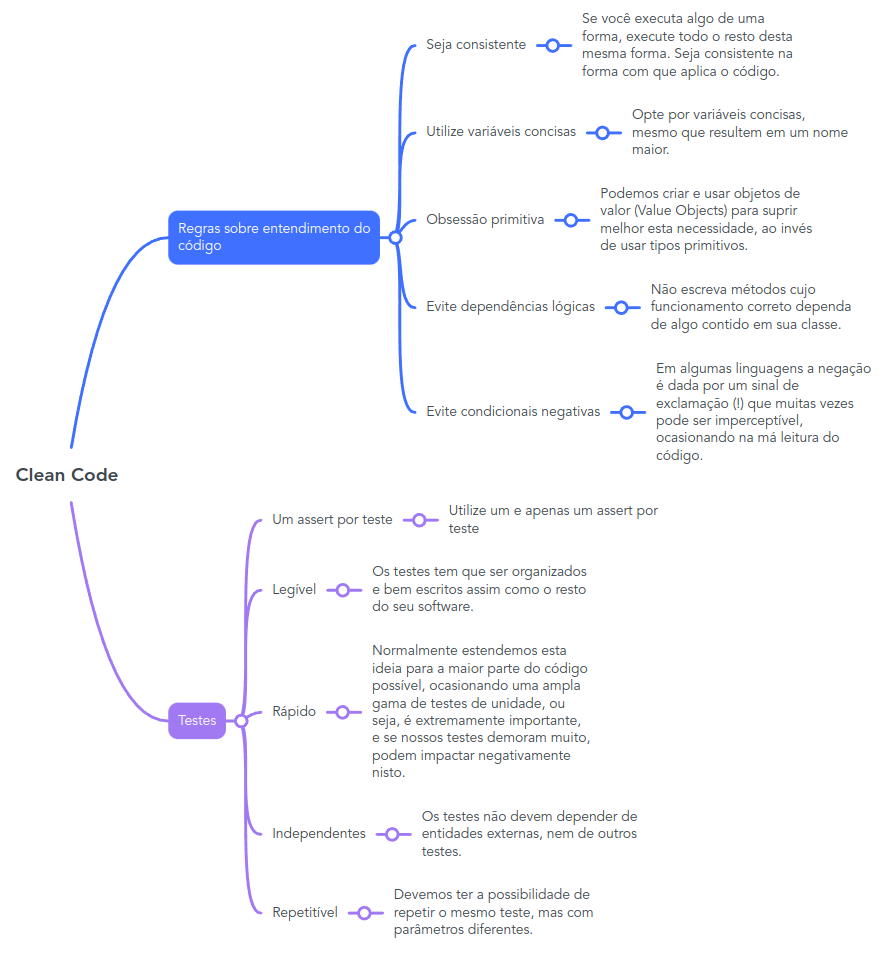 Clean Code
Regras sobre entendimento do
código
Seja consistente
Se você executa algo de uma
forma, execute todo o resto desta
mesma forma. Seja consistente na
forma com que aplica o código.
Utilize variáveis concisas
Opte por variáveis concisas,
mesmo que resultem em um nome
maior.
Obsessão primitiva
Podemos criar e usar objetos de
valor (Value Objects) para suprir
melhor esta necessidade, ao invés
de usar tipos primitivos.
Evite dependências lógicas
Não escreva métodos cujo
funcionamento correto dependa
de algo contido em sua classe.
Evite condicionais negativas
Em algumas linguagens a negação
é dada por um sinal de
exclamação (!) que muitas vezes
pode ser imperceptível,
ocasionando na má leitura do
código.
Testes
Um assert por teste
Utilize um e apenas um assert por
teste
Legível
Os testes tem que ser organizados
e bem escritos assim como o resto
do seu software.
Rápido
Normalmente estendemos esta
ideia para a maior parte do código
possível, ocasionando uma ampla
gama de testes de unidade, ou
seja, é extremamente importante,
e se nossos testes demoram muito,
podem impactar negativamente
nisto.
Independentes
Os testes não devem depender de
entidades externas, nem de outros
testes.
Repetitível
Devemos ter a possibilidade de
repetir o mesmo teste, mas com
parâmetros diferentes.